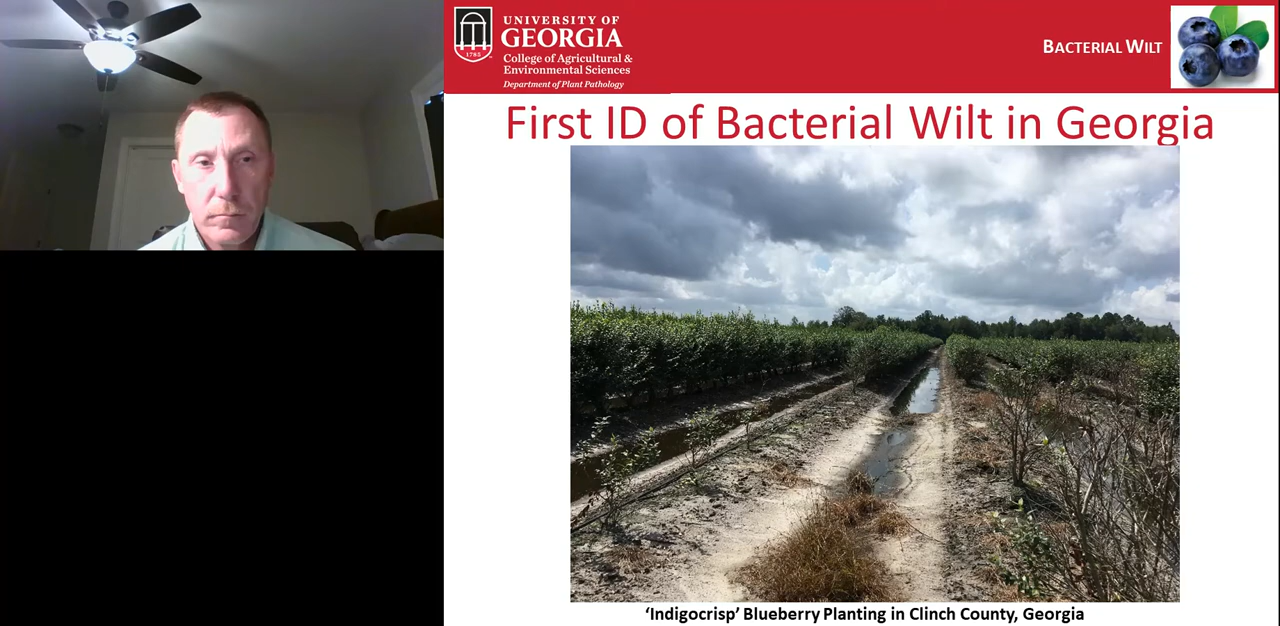 UNIVERSITY OF
GEORGIA
College of Agricultural &
Environmental Sciences
Department of Plant Pathology
1785
BACTERIAL WILT
First ID of Bacterial Wilt in Georgia
‘Indigocrisp’ Blueberry Planting in Clinch County, Georgia